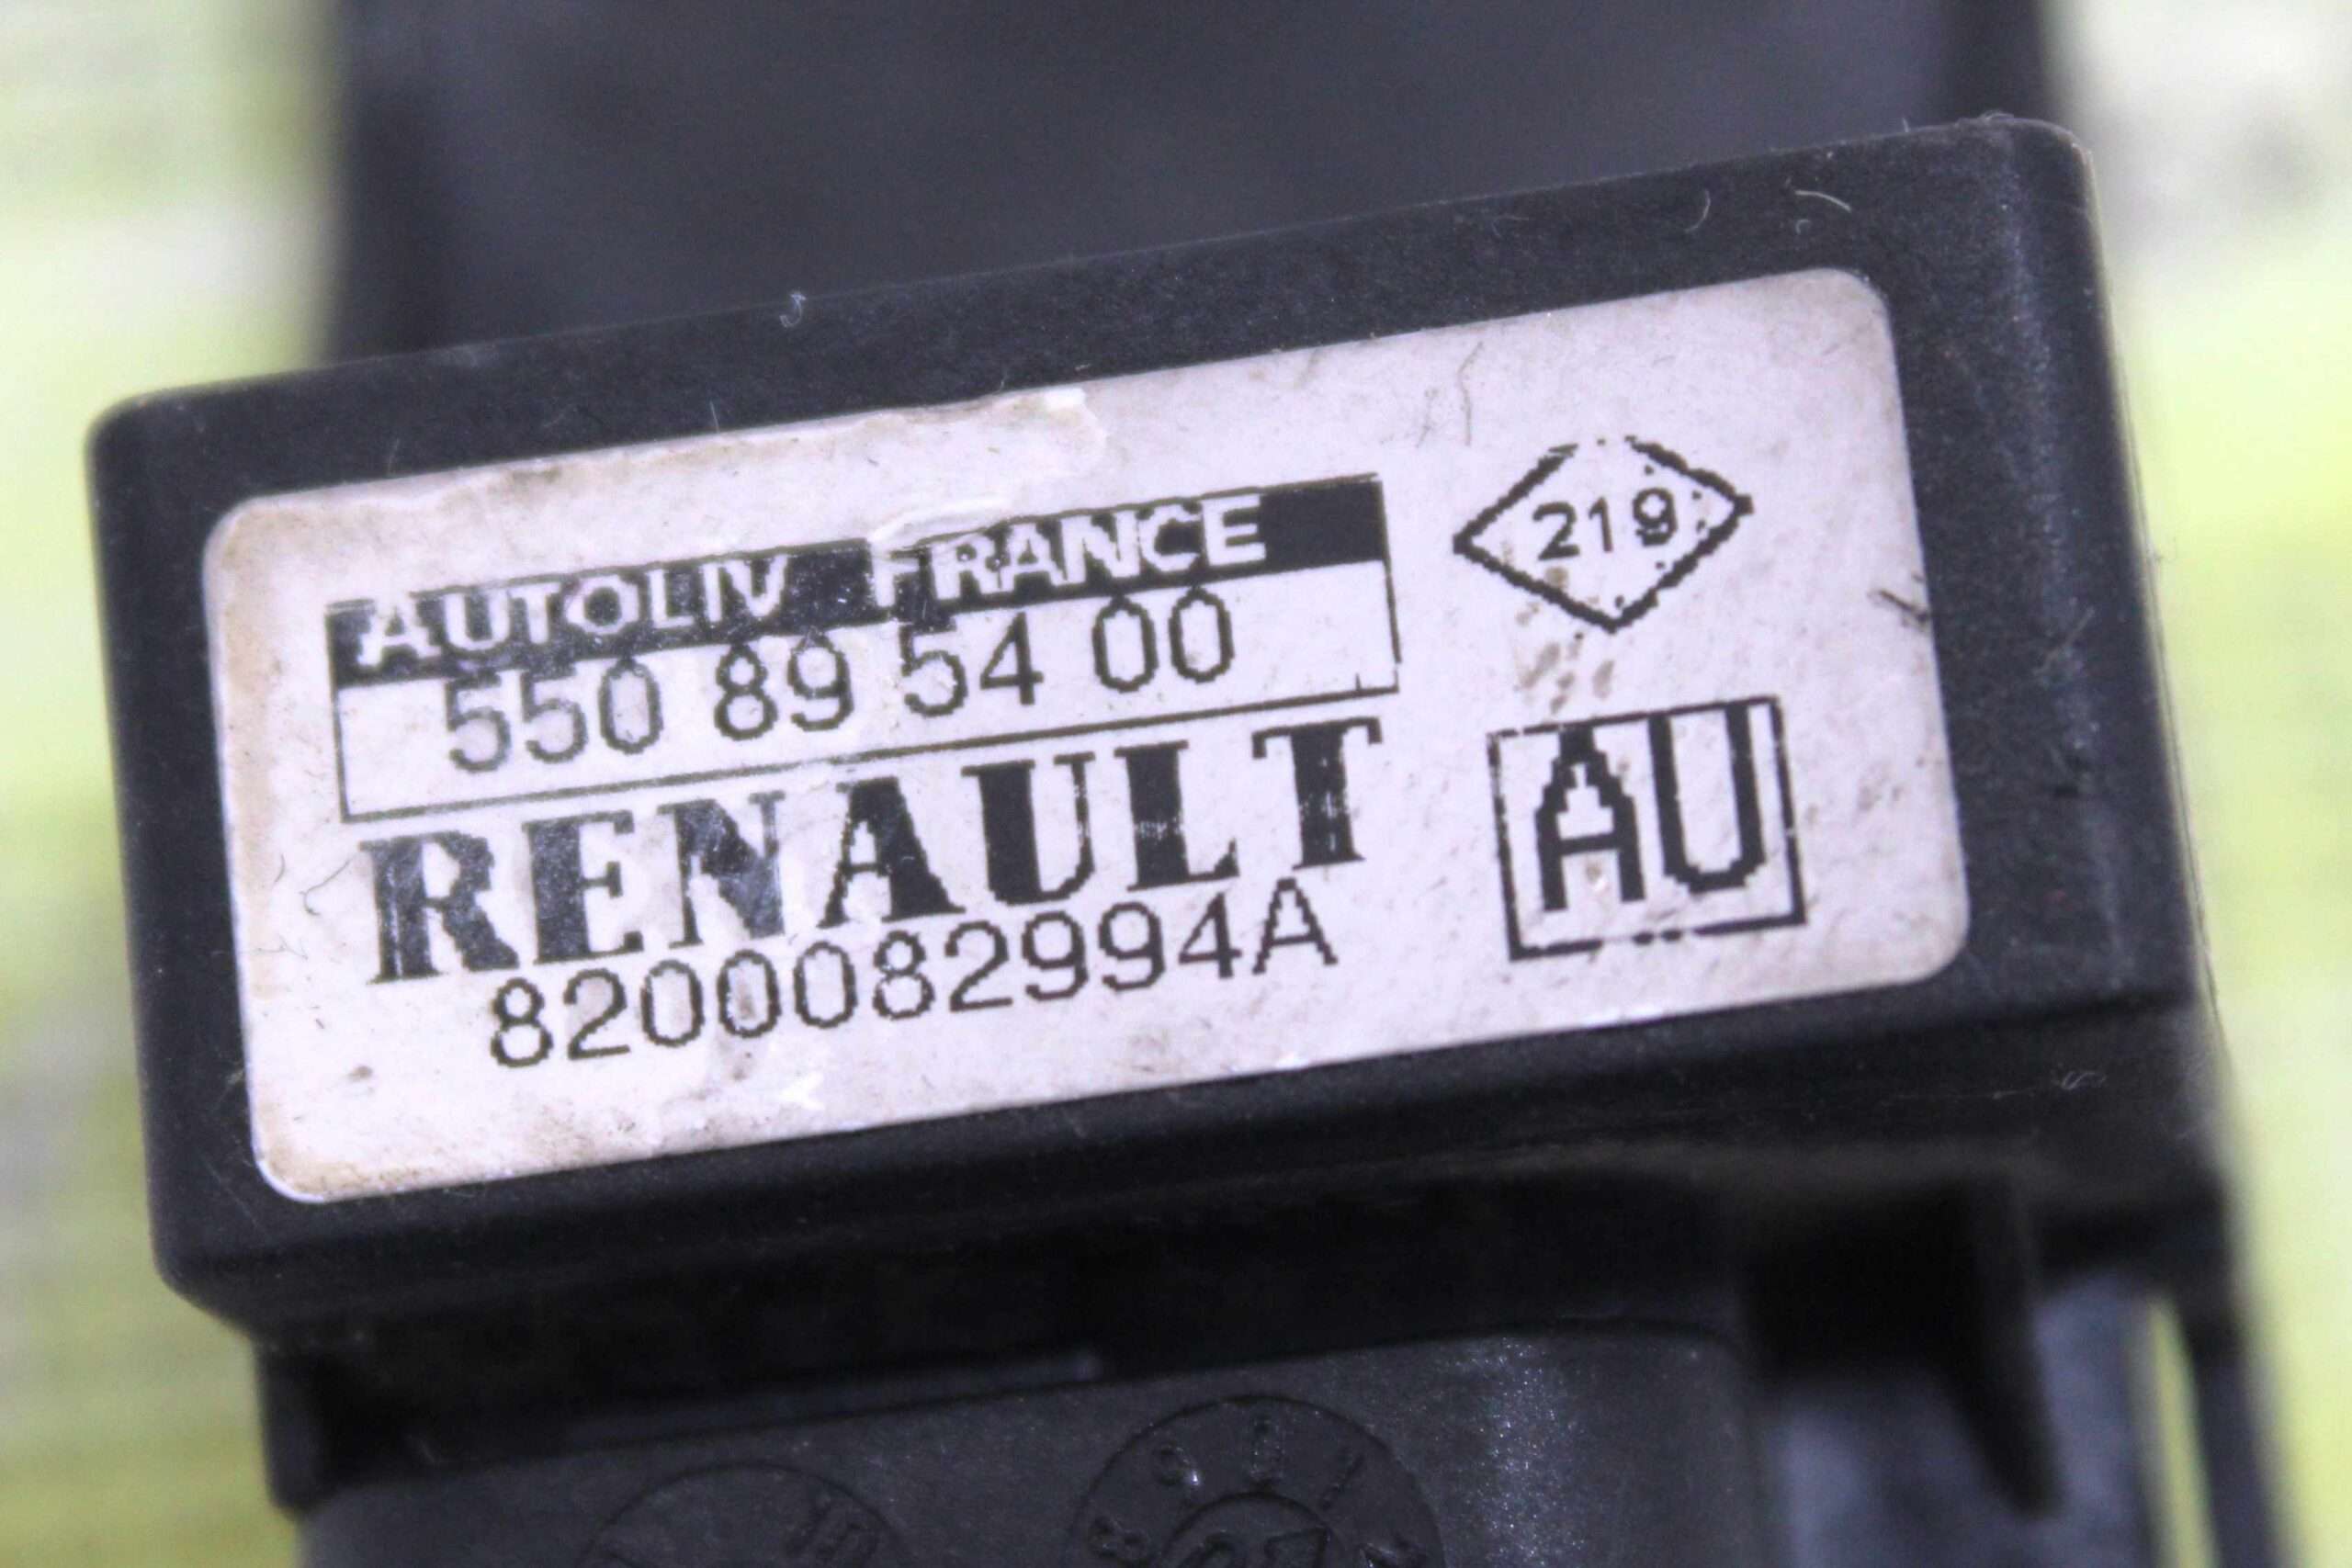 AUTOLIV FRANCE
550 89 54 00
219
RENAULT
8200082994A
AU